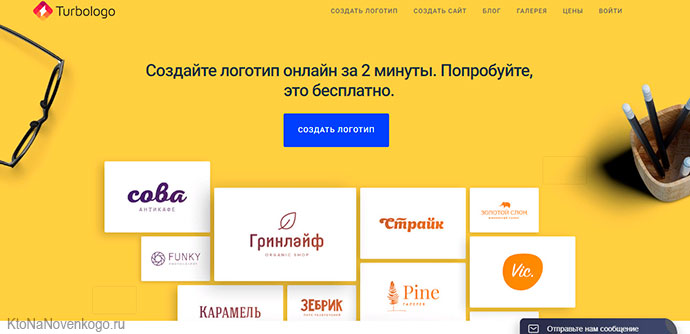 Turbologo
СОЗДАТЬ ЛОГОТИП СОЗДАТЬ САЙТ БЛОГ ГАЛЕРЕЯ ЦЕНЫ ВОЙТИ
Создайте логотип онлайн за 2 минуты. Попробуйте,
это бесплатно.
СОЗДАТЬ ЛОГОТИП
сова
АНТИКАФЕ
Гринлайф
ORGANIC SHOP
Страйк
ЗОЛОТОЙ СЛОН
FUNKY
Vic.
Pine
ГАЛЕРЕЯ
КАРАМЕЛЬ
ЗЕБРИК
KtoNaNovenkogo.ru
Отправьте нам сообщение